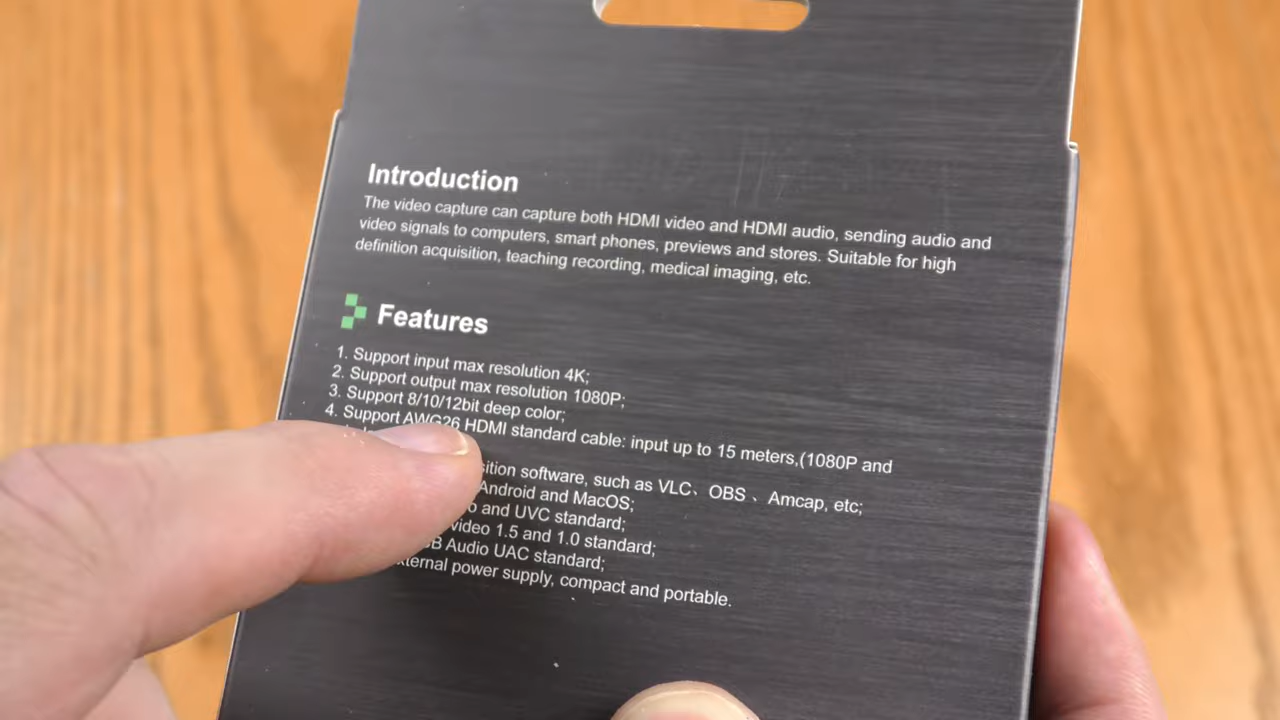 Introduction
The video capture can capture both HDMI video and HDMI audio, sending audio and
video signals to computers, smart phones, previews and stores. Suitable for high
definition acquisition, teaching recording, medical imaging, etc.
Features
1. Support input max resolution 4K;
2. Support output max resolution 1080P;
3. Support 8/10/12bit deep color;
4. Support AWG26 HDMI standard cable: input up to 15 meters,(1080P and
software, such as VLC、OBS 、Amcap, etc;
Android and MacOS;
and UVC standard;
video 1.5 and 1.0 standard;
Audio UAC standard;
power supply, compact and portable.